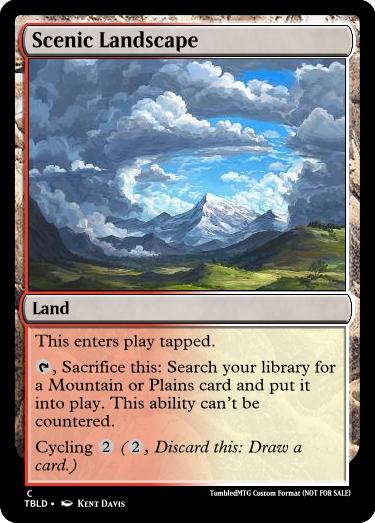 Scenic Landscape
Land
This enters play tapped.
, Sacrifice this: Search your library for
a Mountain or Plains card and put it
into play. This ability can't be
countered.
Cycling 2 (2, Discard this: Draw a
card.)
C
TBLD • Kent Davis
TumbledMTG Custom Format (NOT FOR SALE)